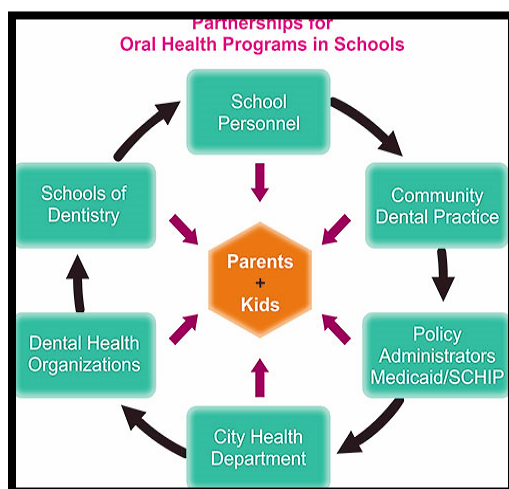 Partnerships for
Oral Health Programs in Schools
School
Personnel
Schools of
Dentistry
Community
Dental Practice
Parents
+
Kids
Dental Health
Organizations
Policy
Administrators
Medicaid/SCHIP
City Health
Department